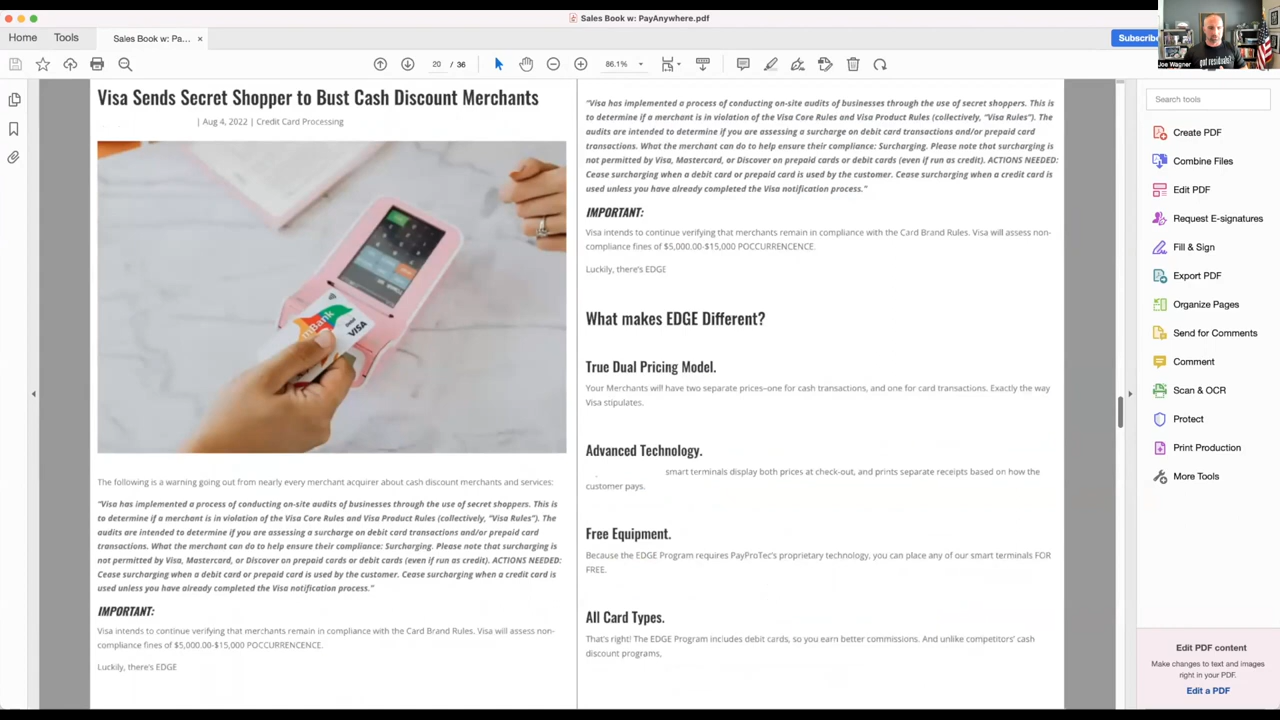 Sales Book w: PayAnywhere.pdf
Home
Tools
Sales Book w: Pa... ×
Subscribe
Joe Wagner
got residuals?
20 / 36
86.1%
Visa Sends Secret Shopper to Bust Cash Discount Merchants
| Aug 4, 2022 | Credit Card Processing
mBank
VISA
The following is a warning going out from nearly every merchant acquirer about cash discount merchants and services:
“Visa has implemented a process of conducting on-site audits of businesses through the use of secret shoppers. This is
to determine if a merchant is in violation of the Visa Core Rules and Visa Product Rules (collectively, “Visa Rules”). The
audits are intended to determine if you are assessing a surcharge on debit card transactions and/or prepaid card
transactions. What the merchant can do to help ensure their compliance: Surcharging. Please note that surcharging is
not permitted by Visa, Mastercard, or Discover on prepaid cards or debit cards (even if run as credit). ACTIONS NEEDED:
Cease surcharging when a debit card or prepaid card is used by the customer. Cease surcharging when a credit card is
used unless you have already completed the Visa notification process.”
IMPORTANT:
Visa intends to continue verifying that merchants remain in compliance with the Card Brand Rules. Visa will assess non-
compliance fines of $5,000.00-$15,000 POCCURRENCENCE.
Luckily, there’s EDGE
“Visa has implemented a process of conducting on-site audits of businesses through the use of secret shoppers. This is
to determine if a merchant is in violation of the Visa Core Rules and Visa Product Rules (collectively, “Visa Rules”). The
audits are intended to determine if you are assessing a surcharge on debit card transactions and/or prepaid card
transactions. What the merchant can do to help ensure their compliance: Surcharging. Please note that surcharging is
not permitted by Visa, Mastercard, or Discover on prepaid cards or debit cards (even if run as credit). ACTIONS NEEDED:
Cease surcharging when a debit card or prepaid card is used by the customer. Cease surcharging when a credit card is
used unless you have already completed the Visa notification process.”
IMPORTANT:
Visa intends to continue verifying that merchants remain in compliance with the Card Brand Rules. Visa will assess non-
compliance fines of $5,000.00-$15,000 POCCURRENCENCE.
Luckily, there’s EDGE
What makes EDGE Different?
True Dual Pricing Model.
Your Merchants will have two separate prices–one for cash transactions, and one for card transactions. Exactly the way
Visa stipulates.
Advanced Technology.
smart terminals display both prices at check-out, and prints separate receipts based on how the
customer pays.
Free Equipment.
Because the EDGE Program requires PayProTec’s proprietary technology, you can place any of our smart terminals FOR
FREE.
All Card Types.
That’s right! The EDGE Program includes debit cards, so you earn better commissions. And unlike competitors’ cash
discount programs,
Search tools
Create PDF
Combine Files
Edit PDF
Request E-signatures
Fill & Sign
Export PDF
Organize Pages
Send for Comments
Comment
Scan & OCR
Protect
Print Production
More Tools
Edit PDF content
Make changes to text and images
right in your PDF.
Edit a PDF